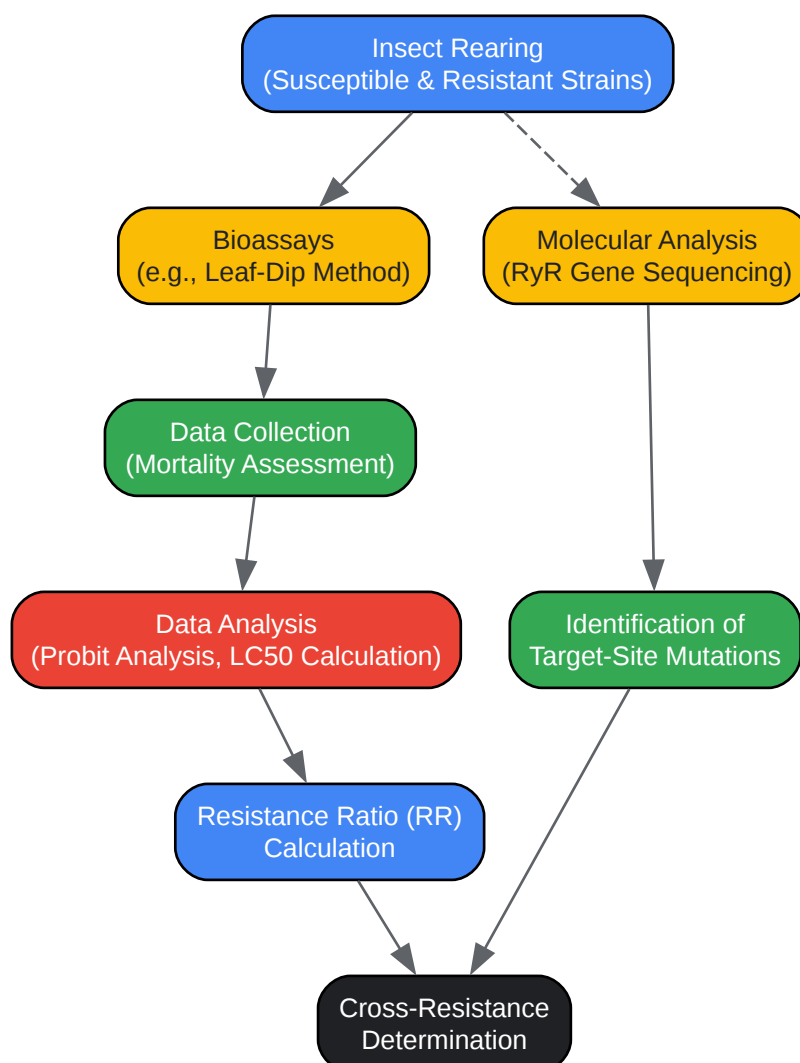 Insect Rearing
(Susceptible & Resistant Strains)
Bioassays
(e.g., Leaf-Dip Method)
Molecular Analysis
(RyR Gene Sequencing)
Data Collection
(Mortality Assessment)
Data Analysis
(Probit Analysis, LC50 Calculation)
Identification of
Target-Site Mutations
Resistance Ratio (RR)
Calculation
Cross-Resistance
Determination